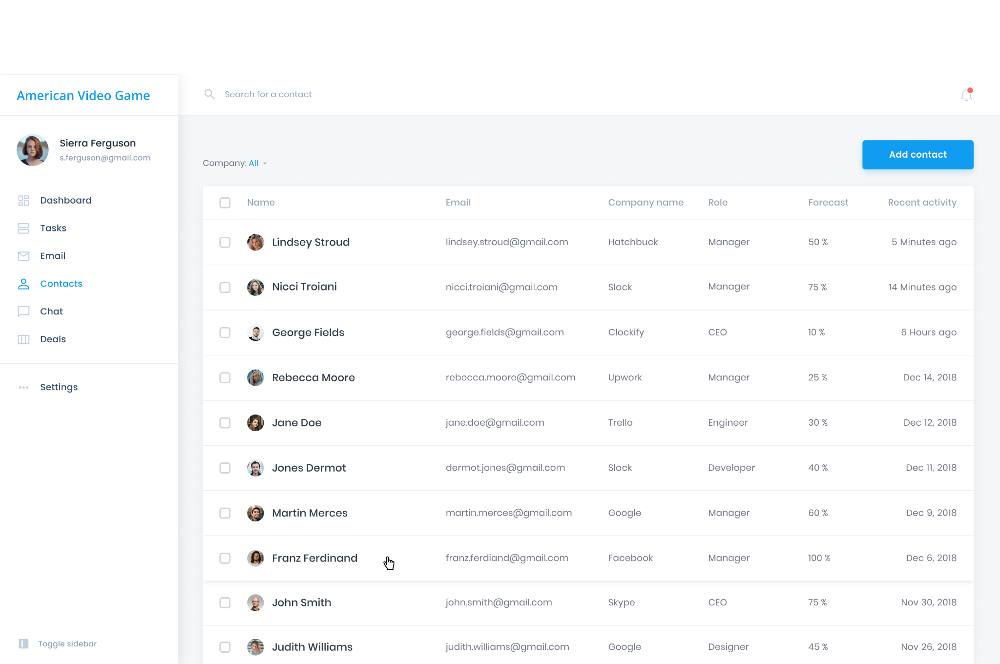 American Video Game
Search for a contact
Sierra Ferguson
s.ferguson@gmail.com
Dashboard
Tasks
Email
Contacts
Chat
Deals
Settings
Toggle sidebar
Company: All
Add contact
Name Email Company name Role Forecast Recent activity
Lindsey Stroud lindsey.stroud@gmail.com Hatchbuck Manager 50 % 5 Minutes ago
Nicci Troiani nicci.troiani@gmail.com Slack Manager 75 % 14 Minutes ago
George Fields george.fields@gmail.com Clockify CEO 10 % 6 Hours ago
Rebecca Moore rebecca.moore@gmail.com Upwork Manager 25 % Dec 14, 2018
Jane Doe jane.doe@gmail.com Trello Engineer 30 % Dec 12, 2018
Jones Dermot dermot.jones@gmail.com Slack Developer 40 % Dec 11, 2018
Martin Merces martin.merces@gmail.com Google Manager 60 % Dec 9, 2018
Franz Ferdinand franz.ferdiand@gmail.com Facebook Manager 100 % Dec 6, 2018
John Smith john.smith@gmail.com Skype CEO 75 % Nov 30, 2018
Judith Williams judith.williams@gmail.com Google Designer 45 % Nov 26, 2018